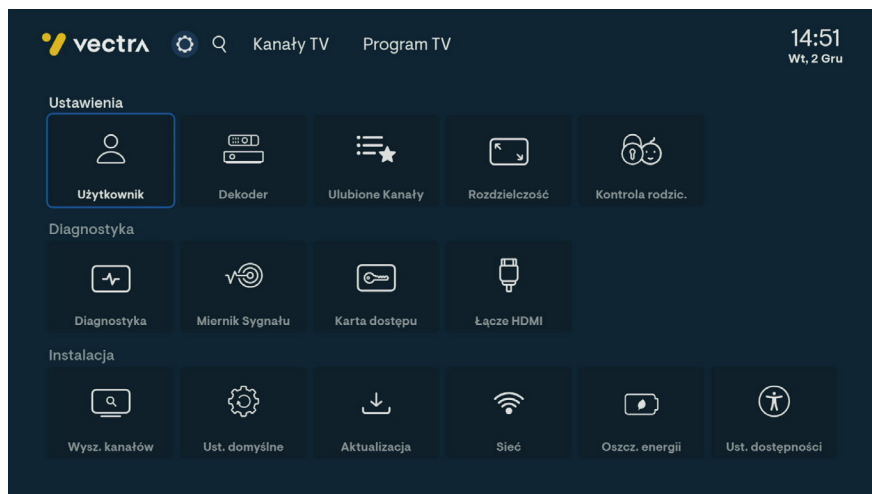 vectra Kanały TV Program TV 14:51
Wt, 2 Gru
Ustawienia
Użytkownik Dekoder Ulubione Kanały Rozdzielczość Kontrola rodzic.
Diagnostyka
Diagnostyka Miernik Sygnału Karta dostępu Łącze HDMI
Instalacja
Wysz. kanałów Ust. domyślne Aktualizacja Sieć Oszcz. energii Ust. dostępności